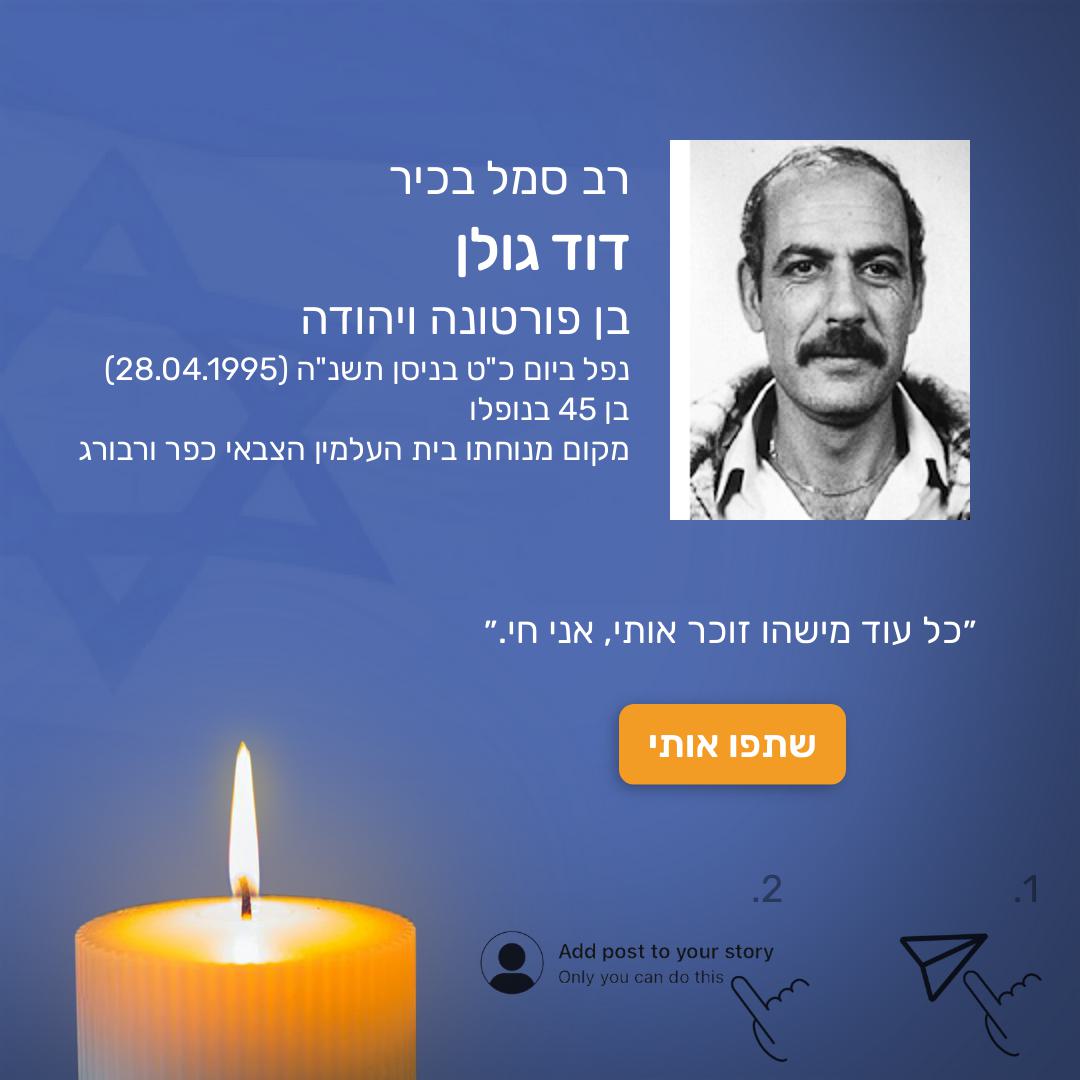 רב סמל בכיר
דוד גולן
בן פורטונה ויהודה
נפל ביום כ"ט בניסן תשנ"ה (28.04.1995)
בן 45 בנופלו
מקום מנוחתו בית העלמין הצבאי כפר ורבורג
״כל עוד מישהו זוכר אותי, אני חי.״
שתפו אותי
1.
2.
Add post to your story
Only you can do this